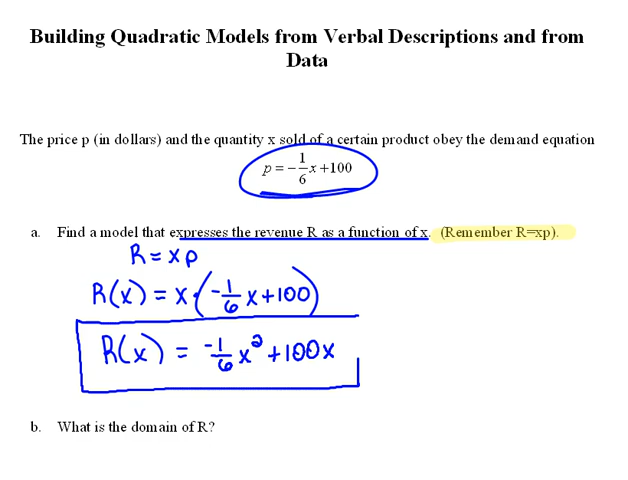 Building Quadratic Models from Verbal Descriptions and from
Data
The price p (in dollars) and the quantity x sold of a certain product obey the demand equation
p = -1/6 x + 100
a. Find a model that expresses the revenue R as a function of x. (Remember R=xp).
R = xp
R(x) = x·(-1/6 x + 100)
R(x) = -1/6 x² + 100x
b. What is the domain of R?